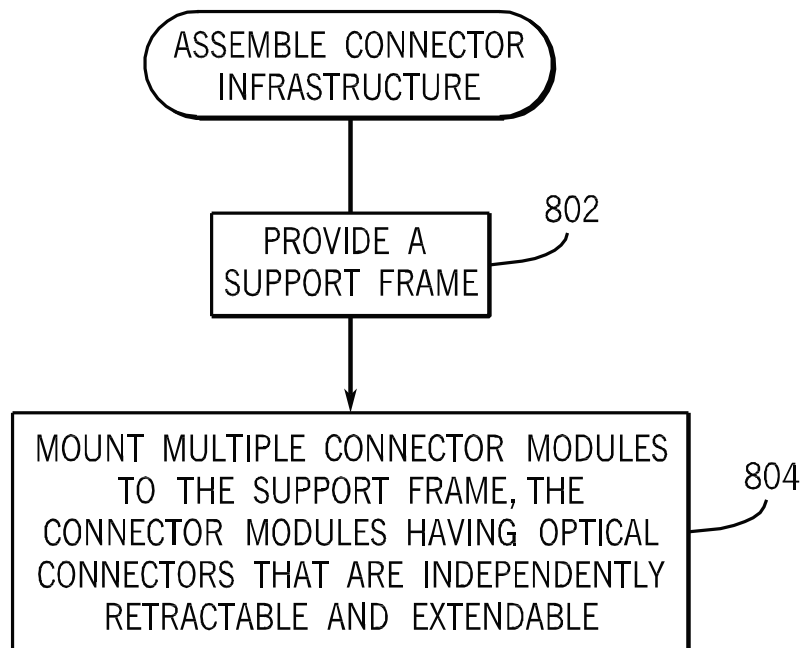 ASSEMBLE CONNECTOR
INFRASTRUCTURE
PROVIDE A
SUPPORT FRAME
802
MOUNT MULTIPLE CONNECTOR MODULES
TO THE SUPPORT FRAME, THE
CONNECTOR MODULES HAVING OPTICAL
CONNECTORS THAT ARE INDEPENDENTLY
RETRACTABLE AND EXTENDABLE
804